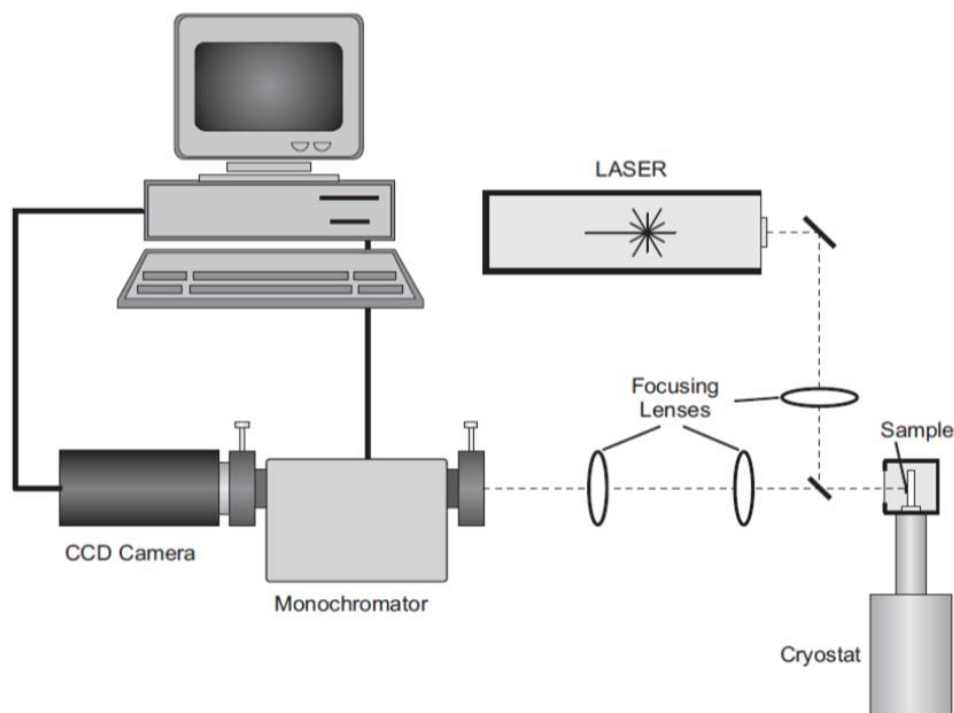 LASER
Focusing
Lenses
Sample
CCD Camera
Monochromator
Cryostat